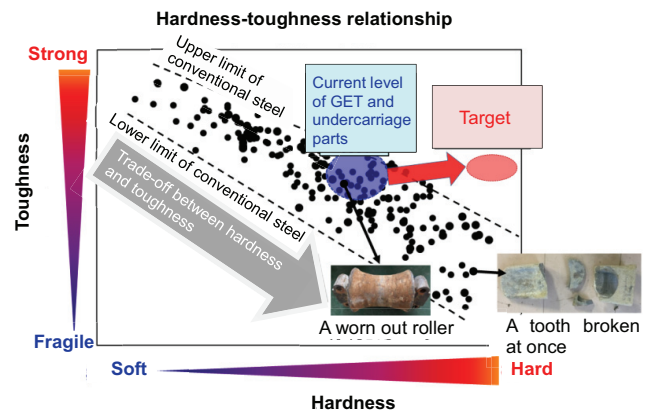 Hardness-toughness relationship
Strong
Upper limit of
conventional steel
Current level
of GET and
undercarriage
parts
Target
Lower limit of conventional steel
Trade-off between hardness
and toughness
Toughness
A worn out roller
A tooth broken
at once
Fragile
Soft
Hard
Hardness